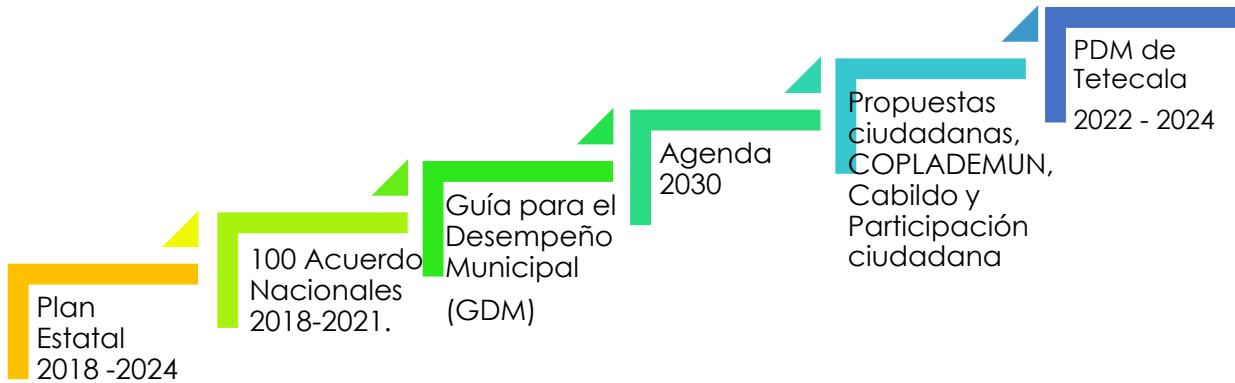 Plan
Estatal
2018 -2024
100 Acuerdo
Nacionales
2018-2021.
Guía para el
Desempeño
Municipal
(GDM)
Agenda
2030
Propuestas
ciudadanas,
COPLADEMUN,
Cabildo y
Participación
ciudadana
PDM de
Tetecala
2022 - 2024